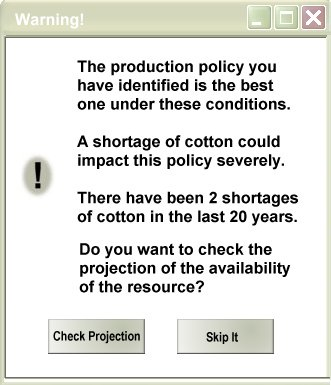 Warning!
The production policy you
have identified is the best
one under these conditions.
A shortage of cotton could
impact this policy severely.
!
There have been 2 shortages
of cotton in the last 20 years.
Do you want to check the
projection of the availability
of the resource?
Check Projection
Skip It